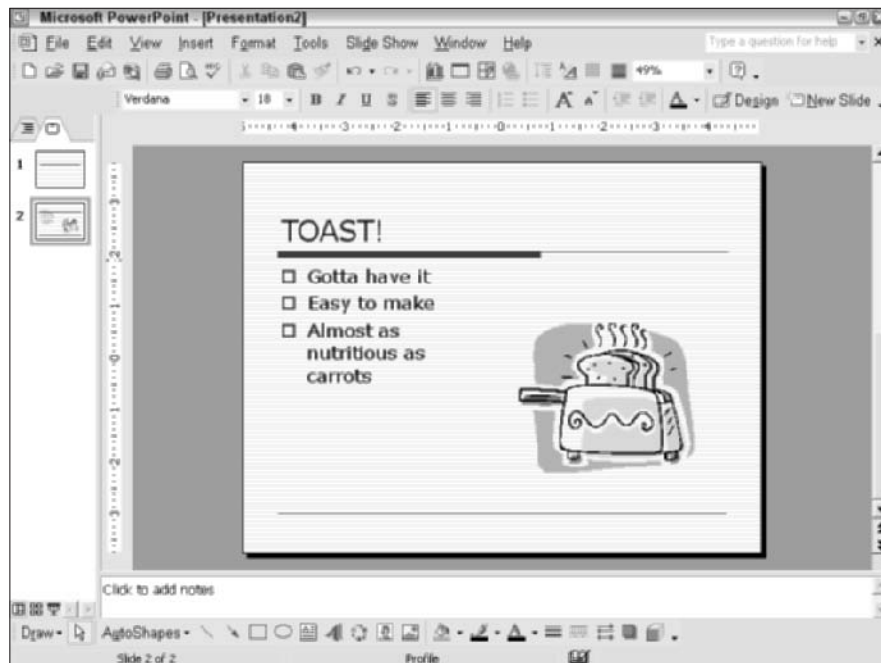 Microsoft PowerPoint - [Presentation2]
File Edit View Insert Format Tools Slide Show Window Help Type a question for help
49%
Verdana 18 B I U S A A A Design New Slide
1
2
TOAST!
Gotta have it
Easy to make
Almost as
nutritious as
carrots
Click to add notes
Draw AutoShapes A A
Slide 2 of 2 Profile